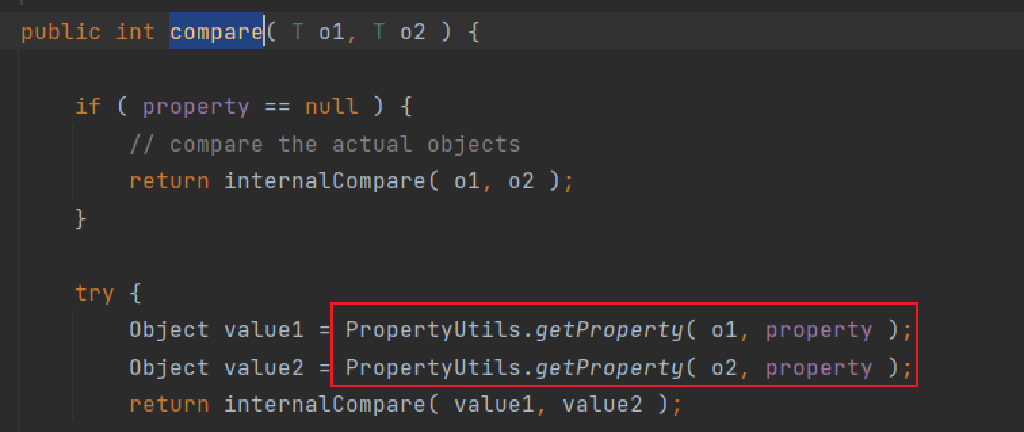 public int compare( T o1, T o2 ) {
if ( property == null ) {
// compare the actual objects
return internalCompare( o1, o2 );
}
try {
Object value1 = PropertyUtils.getProperty( o1, property );
Object value2 = PropertyUtils.getProperty( o2, property );
return internalCompare( value1, value2 );